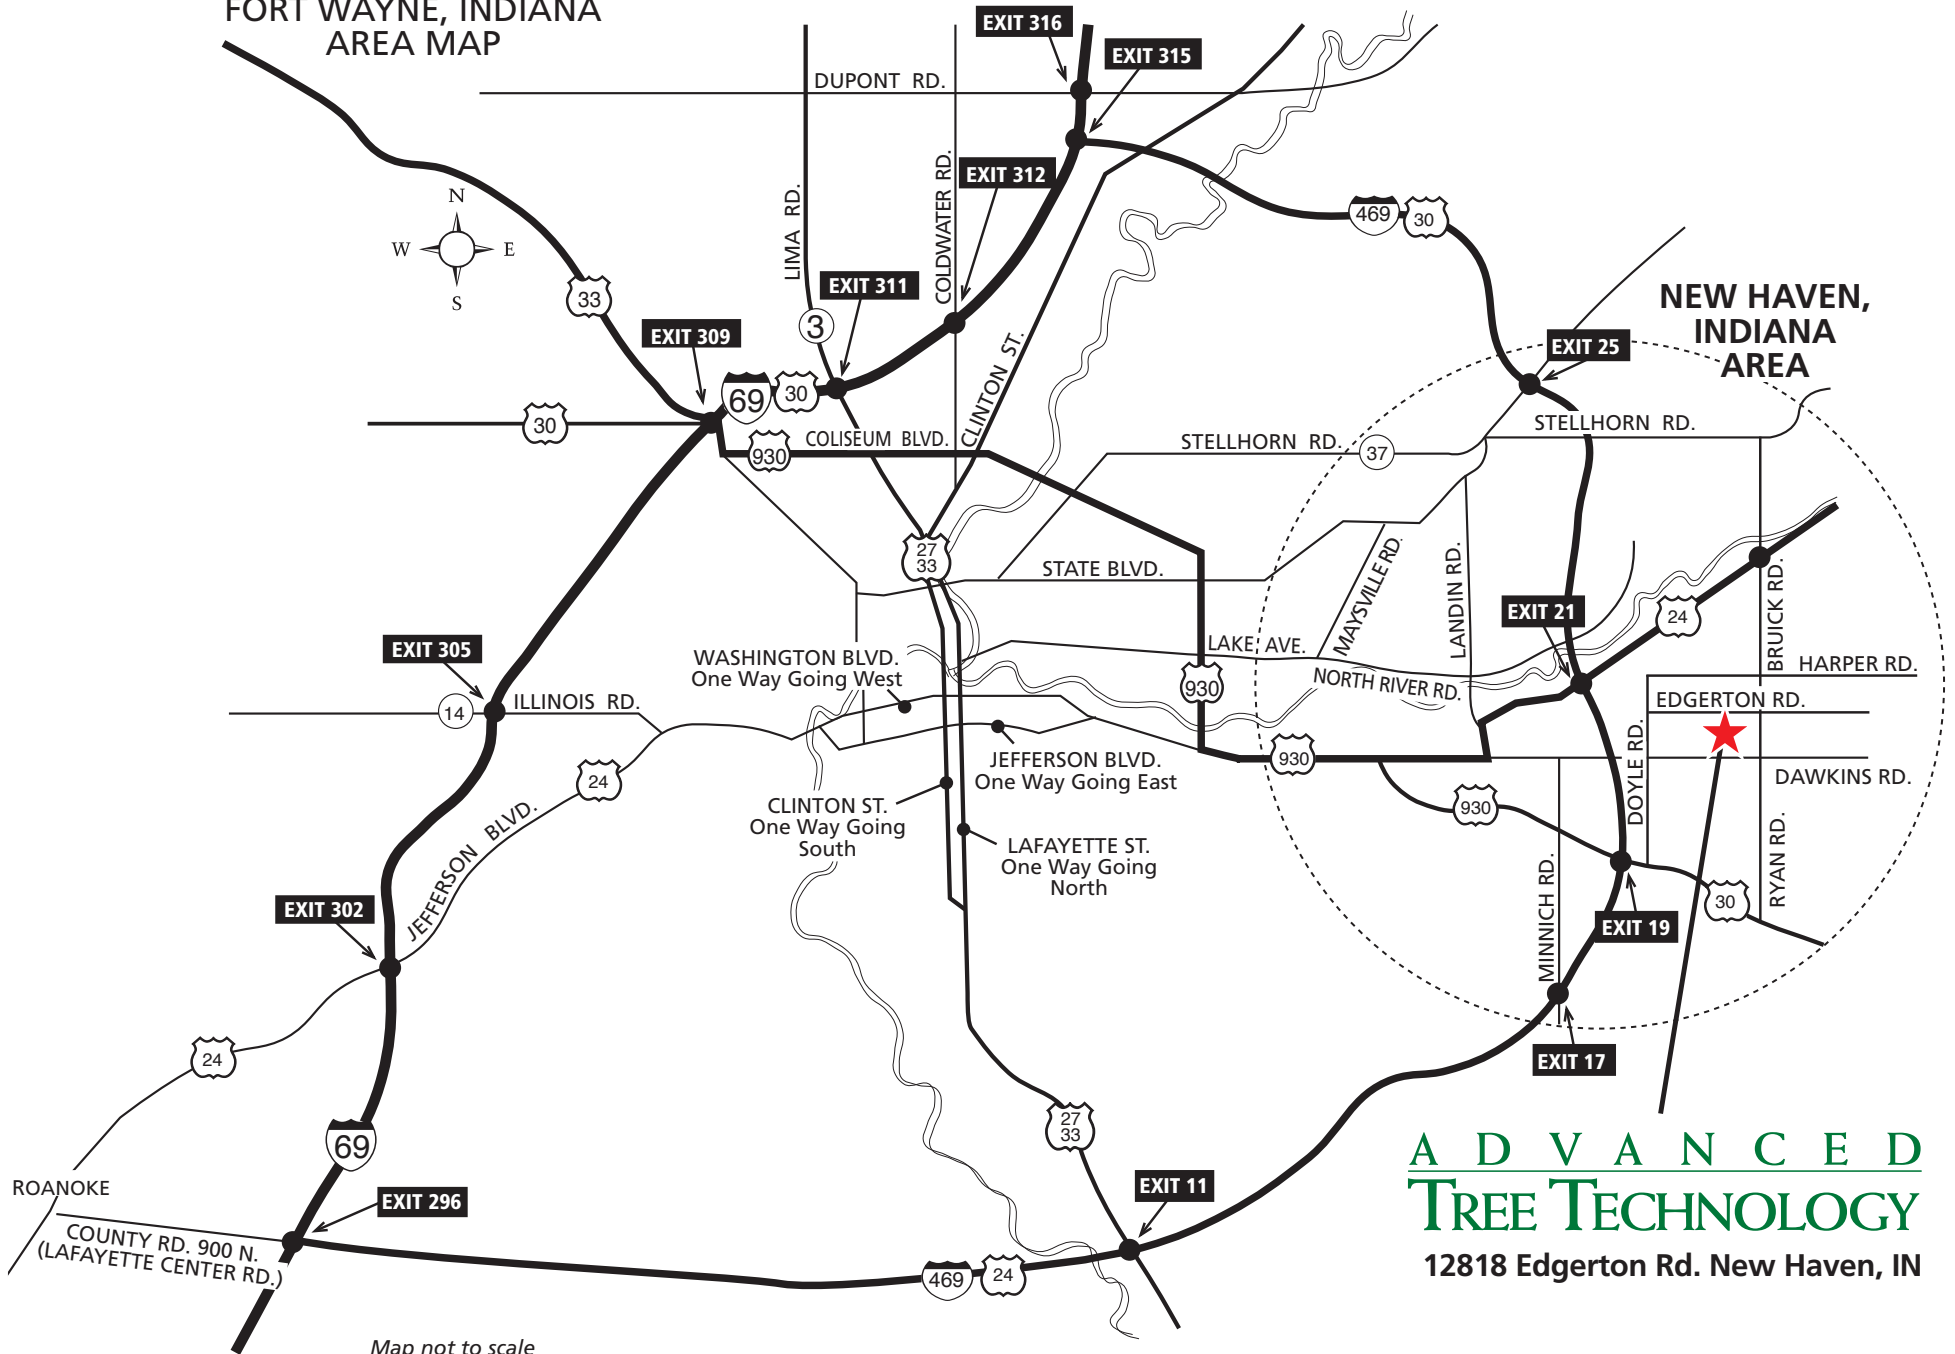 FORT WAYNE, INDIANA
AREA MAP
EXIT 316
EXIT 315
DUPONT RD.
EXIT 312
COLDWATER RD.
LIMA RD.
N
W
E
S
469
30
33
EXIT 311
3
EXIT 309
NEW HAVEN,
INDIANA
AREA
EXIT 25
69
30
30
CLINTON ST.
COLISEUM BLVD.
930
STELLHORN RD.
37
STELLHORN RD.
27
33
STATE BLVD.
MAYSVILLE RD.
LANDIN RD.
EXIT 21
24
BRUICK RD.
EXIT 305
WASHINGTON BLVD.
One Way Going West
LAKE AVE.
NORTH RIVER RD.
930
HARPER RD.
EDGERTON RD.
14
ILLINOIS RD.
24
JEFFERSON BLVD.
One Way Going East
930
DOYLE RD.
DAWKINS RD.
CLINTON ST.
One Way Going
South
930
LAFAYETTE ST.
One Way Going
North
JEFFERSON BLVD.
RYAN RD.
MINNICH RD.
30
EXIT 302
EXIT 19
24
EXIT 17
27
33
69
ADVANCED
TREE TECHNOLOGY
12818 Edgerton Rd. New Haven, IN
ROANOKE
EXIT 296
EXIT 11
COUNTY RD. 900 N.
(LAFAYETTE CENTER RD.)
469
24
Map not to scale